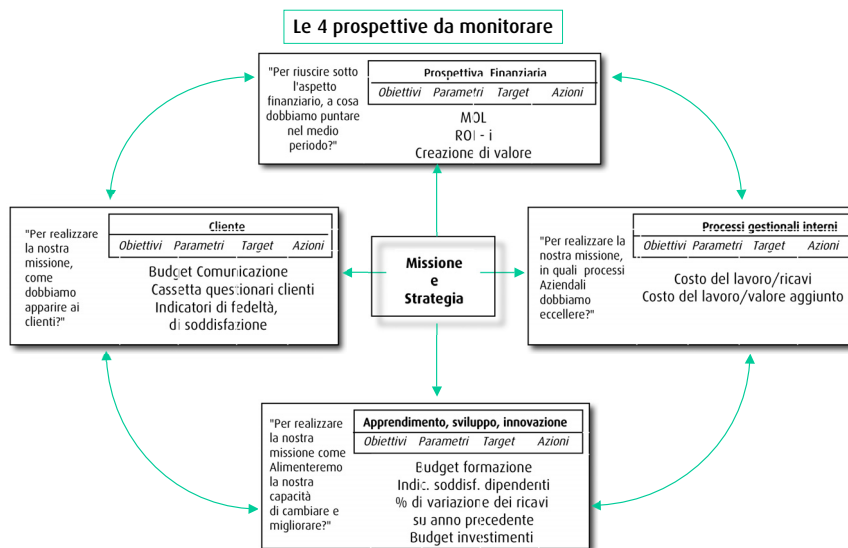 Le 4 prospettive da monitorare
"Per riuscire sotto
l'aspetto
finanziario, a cosa
dobbiamo puntare
nel medio
periodo?"
Prospettiva Finanziaria
Obiettivi Parametri Target Azioni
MOL
ROI - i
Creazione di valore
"Per realizzare
la nostra
missione,
come
dobbiamo
apparire ai
clienti?"
Cliente
Obiettivi Parametri Target Azioni
Budget Comunicazione
Cassetta questionari clienti
Indicatori di fedeltà,
di soddisfazione
Missione
e
Strategia
"Per realizzare la
nostra missione,
in quali processi
Aziendali
dobbiamo
eccellere?"
Processi gestionali interni
Obiettivi Parametri Target Azioni
Costo del lavoro/ricavi
Costo del lavoro/valore aggiunto
"Per realizzare
la nostra
missione come
Alimenteremo
la nostra
capacità
di cambiare e
migliorare?"
Apprendimento, sviluppo, innovazione
Obiettivi Parametri Target Azioni
Budget formazione
Indic. soddisf. dipendenti
% di variazione dei ricavi
su anno precedente
Budget investimenti